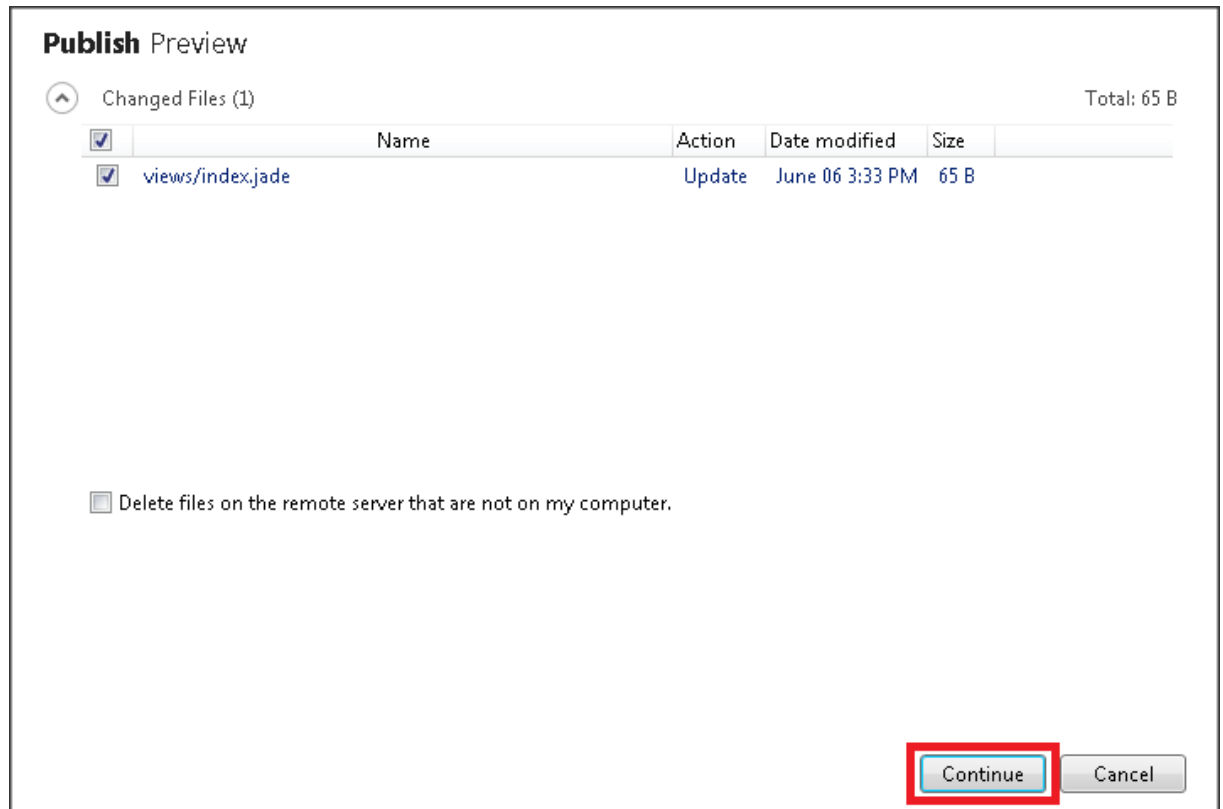 Publish Preview
Changed Files (1) Total: 65 B
Name Action Date modified Size
views/index.jade Update June 06 3:33 PM 65 B
Delete files on the remote server that are not on my computer.
Continue Cancel